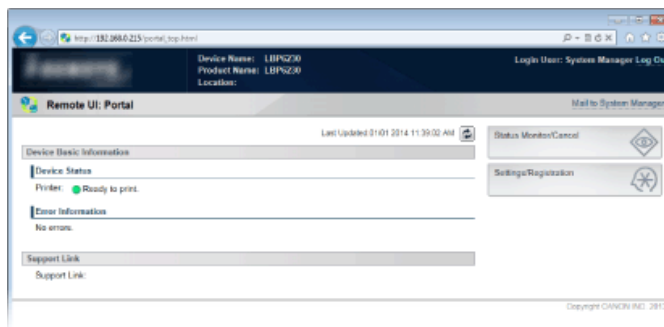 http://192.168.0.215/portal_top.html
Device Name: LBP6230
Product Name: LBP6230
Location:
Login User: System Manager Log Ou
Remote UI: Portal
Mail to System Manager
Last Updated 01/01 2014 11:39:02 AM
Device Basic Information
Device Status
Printer: Ready to print.
Error Information
No errors.
Support Link
Support Link:
Status Monitor/Cancel
Settings/Registration
Copyright CANON INC. 201